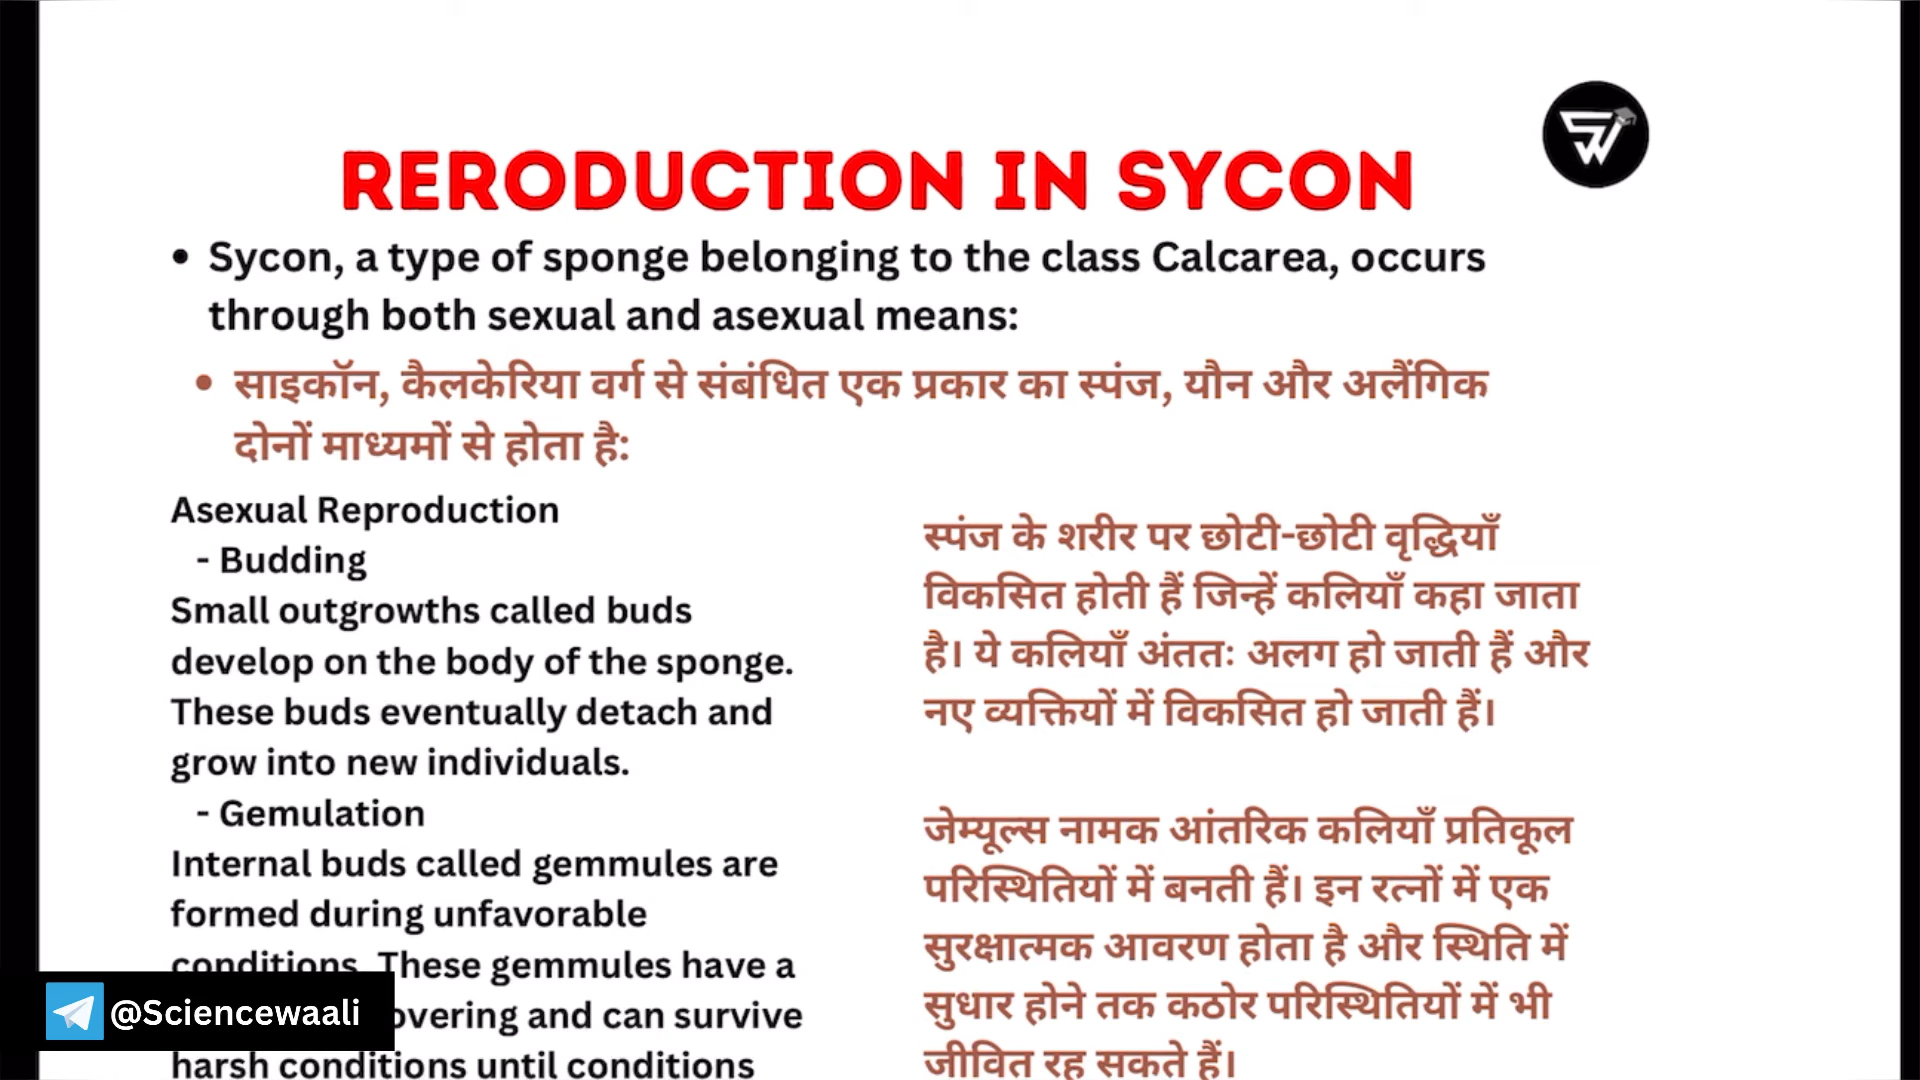 RERODUCTION IN SYCON
• Sycon, a type of sponge belonging to the class Calcarea, occurs
through both sexual and asexual means:
• साइकॉन, कैलकेरिया वर्ग से संबंधित एक प्रकार का स्पंज, यौन और अलैंगिक
दोनों माध्यमों से होता है:
Asexual Reproduction
- Budding
Small outgrowths called buds
develop on the body of the sponge.
These buds eventually detach and
grow into new individuals.
- Gemulation
Internal buds called gemmules are
formed during unfavorable
conditions. These gemmules have a
overing and can survive
harsh conditions until conditions
स्पंज के शरीर पर छोटी-छोटी वृद्धियाँ
विकसित होती हैं जिन्हें कलियाँ कहा जाता
है। ये कलियाँ अंततः अलग हो जाती हैं और
नए व्यक्तियों में विकसित हो जाती हैं।
जेम्यूल्स नामक आंतरिक कलियाँ प्रतिकूल
परिस्थितियों में बनती हैं। इन रत्नों में एक
सुरक्षात्मक आवरण होता है और स्थिति में
सुधार होने तक कठोर परिस्थितियों में भी
जीवित रह सकते हैं।
@Sciencewaali
SW